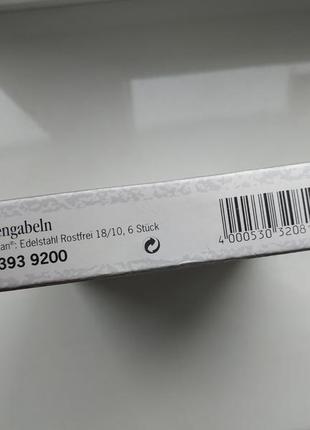 engabeln
an®: Edelstahl Rostfrei 18/10, 6 Stück
393 9200
4 000530 3208